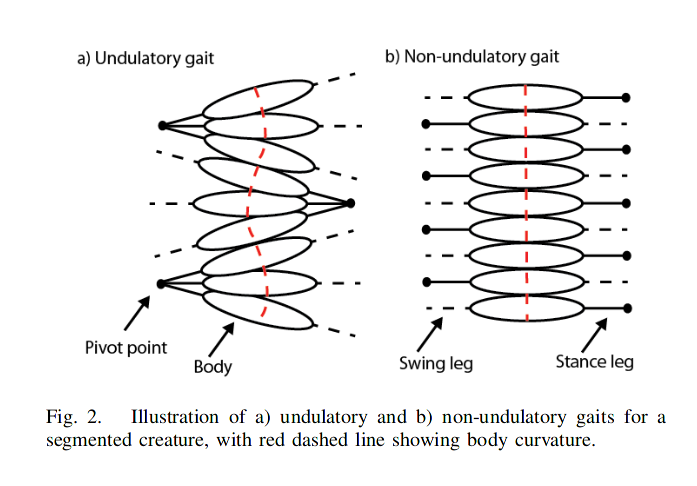 a) Undulatory gait
b) Non-undulatory gait
Pivot point
Body
Swing leg
Stance leg
Fig. 2. Illustration of a) undulatory and b) non-undulatory gaits for a
segmented creature, with red dashed line showing body curvature.